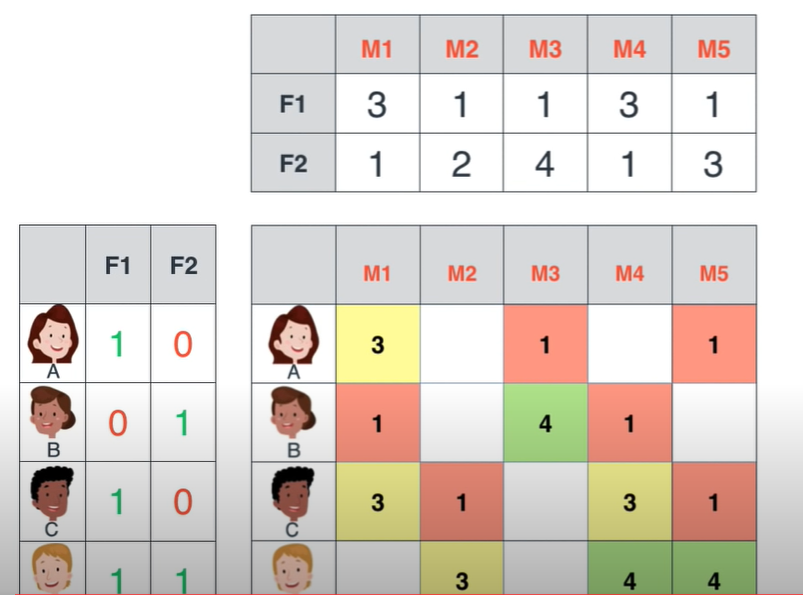 M1 M2 M3 M4 M5
F1 3 1 1 3 1
F2 1 2 4 1 3
F1 F2
A 1 0
B 0 1
C 1 0
1 1
M1 M2 M3 M4 M5
A 3 1 1
B 1 4 1
C 3 1 3 1
3 4 4